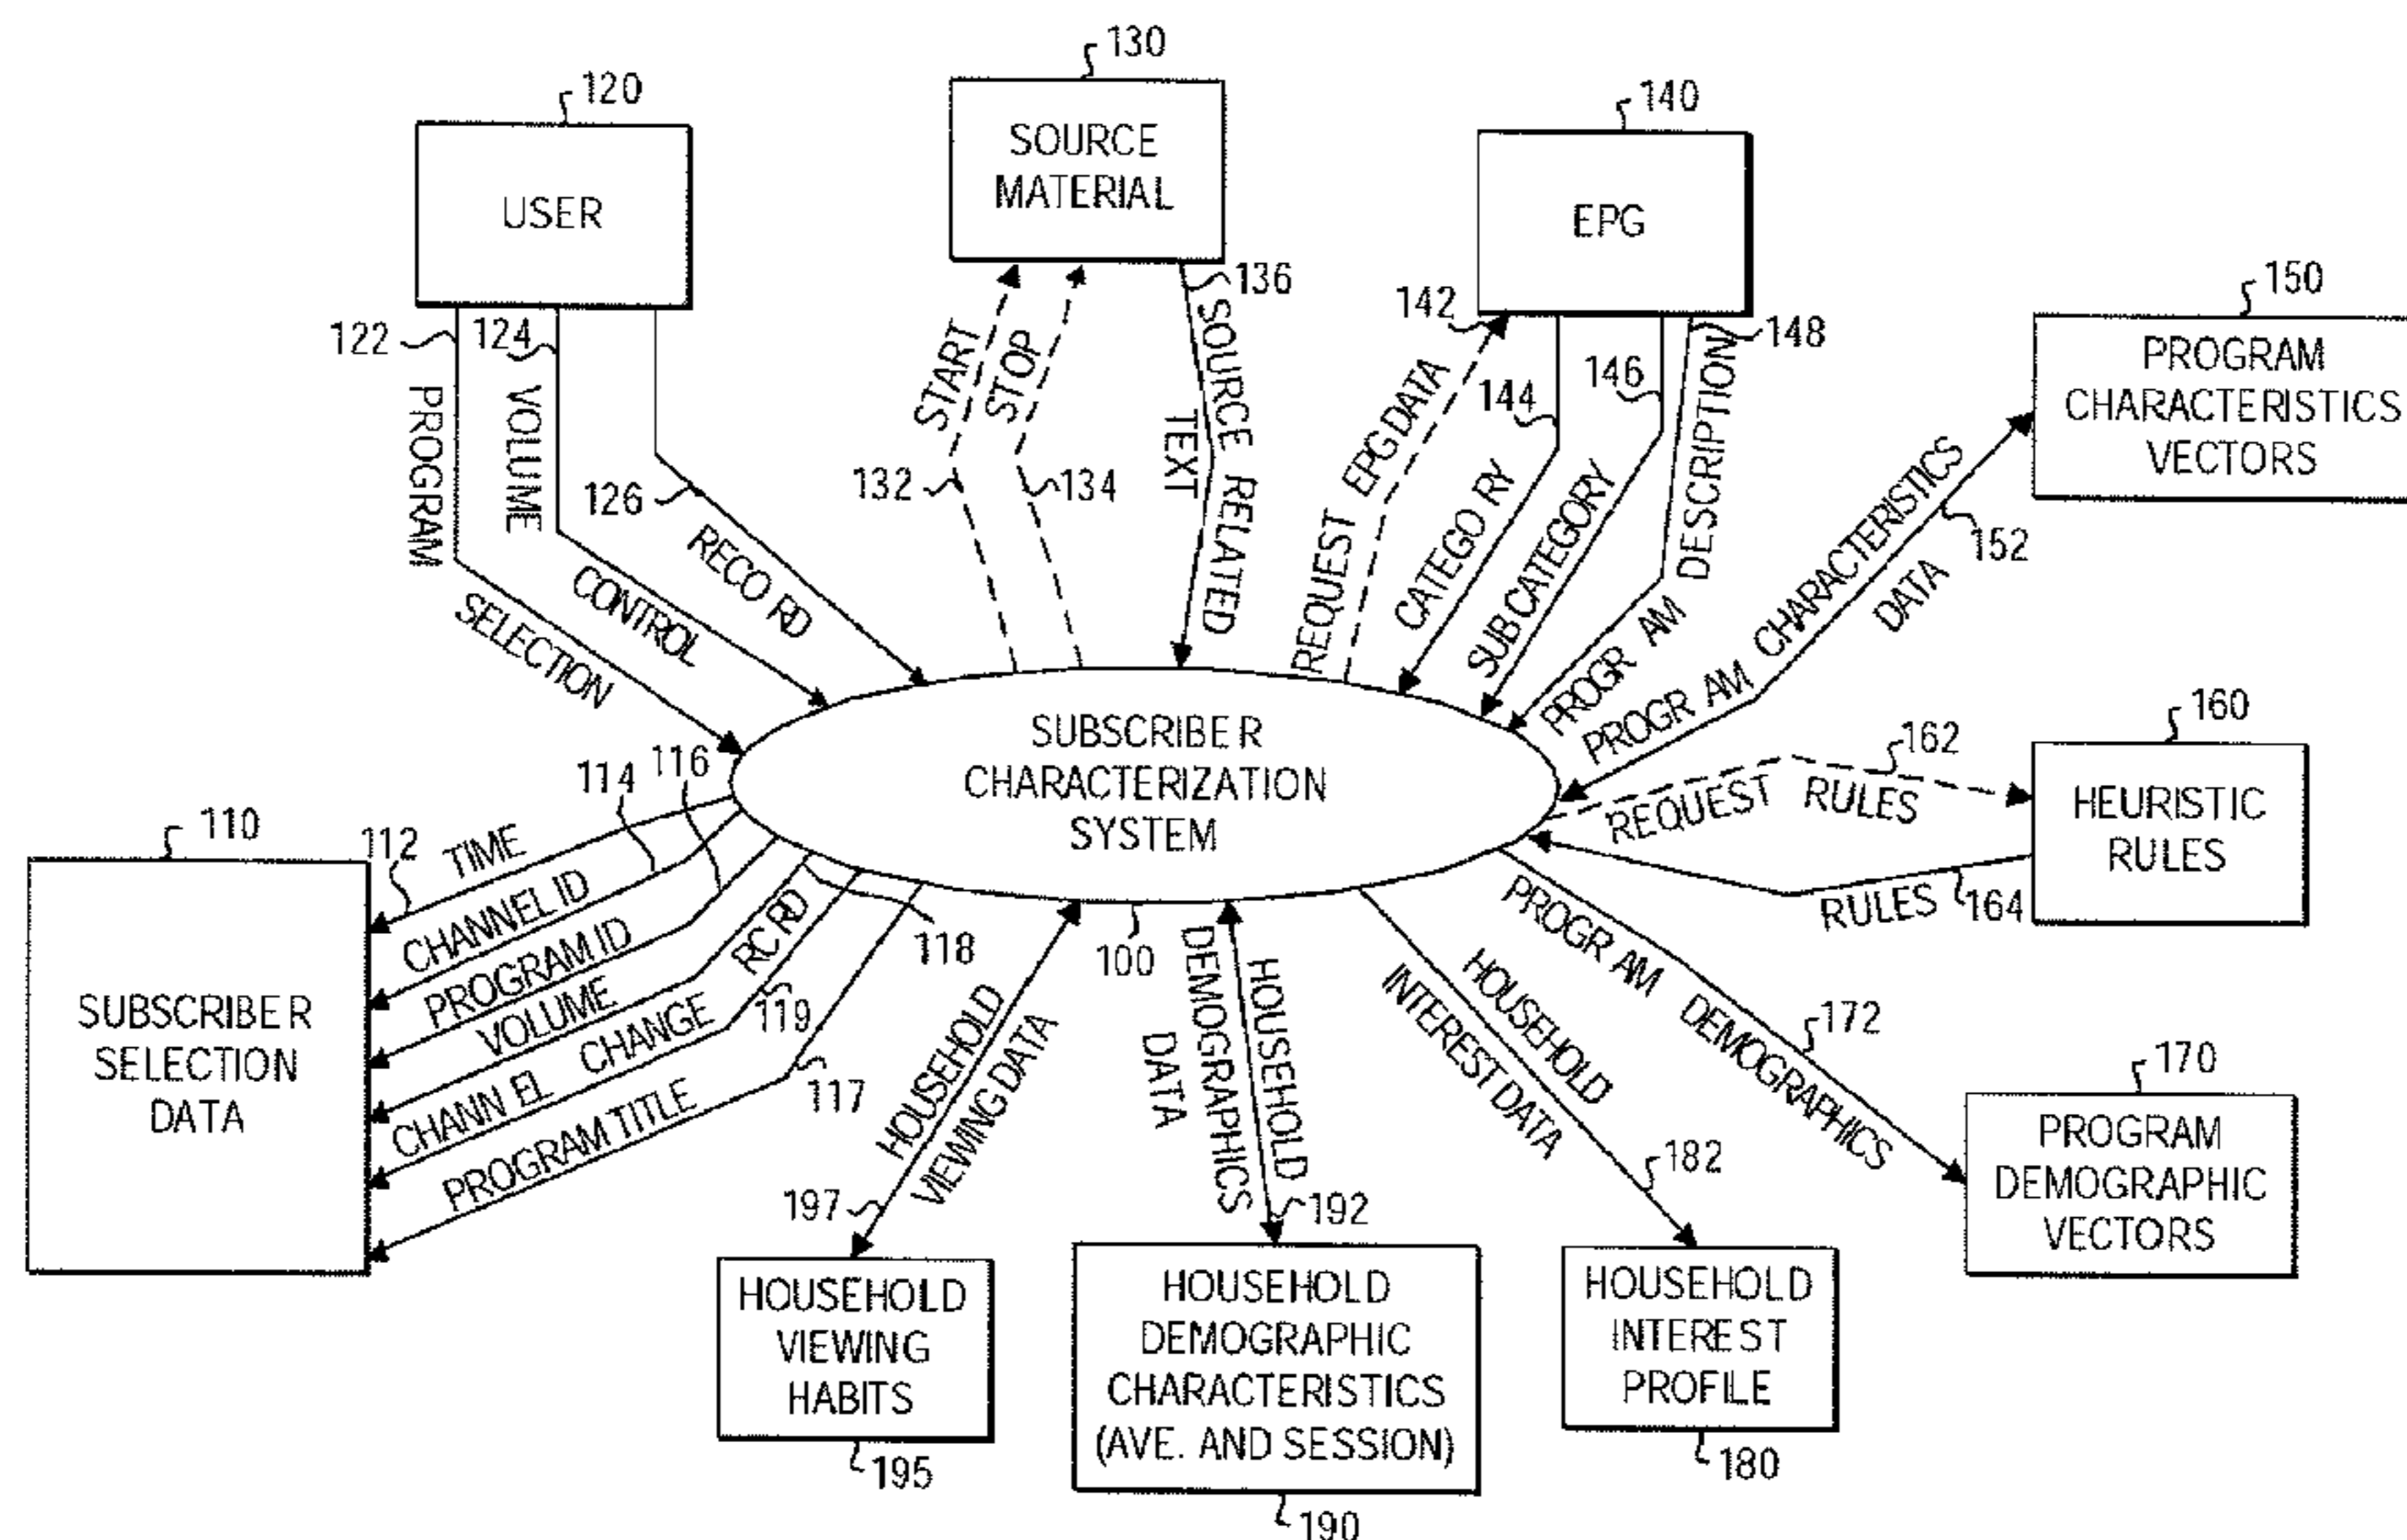 130
120
140
SOURCE
MATERIAL
USER
EPG
136
142
148
150
122
124
PROGRAM
CHARACTERISTICS
VECTORS
START
STOP
SOURCE RELATED
TEXT
144
146
PROGRAM
SELECTION
VOLUME
CONTROL
126
RECORD
132
134
REQUEST EPG DATA
CATEGORY
SUBCATEGORY
PROGRAM DESCRIPTION
PROGRAM CHARACTERISTICS
DATA
152
160
162
SUBSCRIBER
CHARACTERIZATION
SYSTEM
REQUEST RULES
HEURISTIC
RULES
RULES
164
114
116
110
112
TIME
CHANNEL ID
PROGRAM ID
VOLUME
RCRD
CHANNEL CHANGE
PROGRAM TITLE
118
119
117
100
SUBSCRIBER
SELECTION
DATA
HOUSEHOLD
VIEWING DATA
197
HOUSEHOLD
DEMOGRAPHICS
DATA
192
HOUSEHOLD
INTEREST DATA
182
PROGRAM DEMOGRAPHICS
172
170
PROGRAM
DEMOGRAPHIC
VECTORS
HOUSEHOLD
VIEWING
HABITS
195
HOUSEHOLD
DEMOGRAPHIC
CHARACTERISTICS
(AVE. AND SESSION)
190
HOUSEHOLD
INTEREST
PROFILE
180